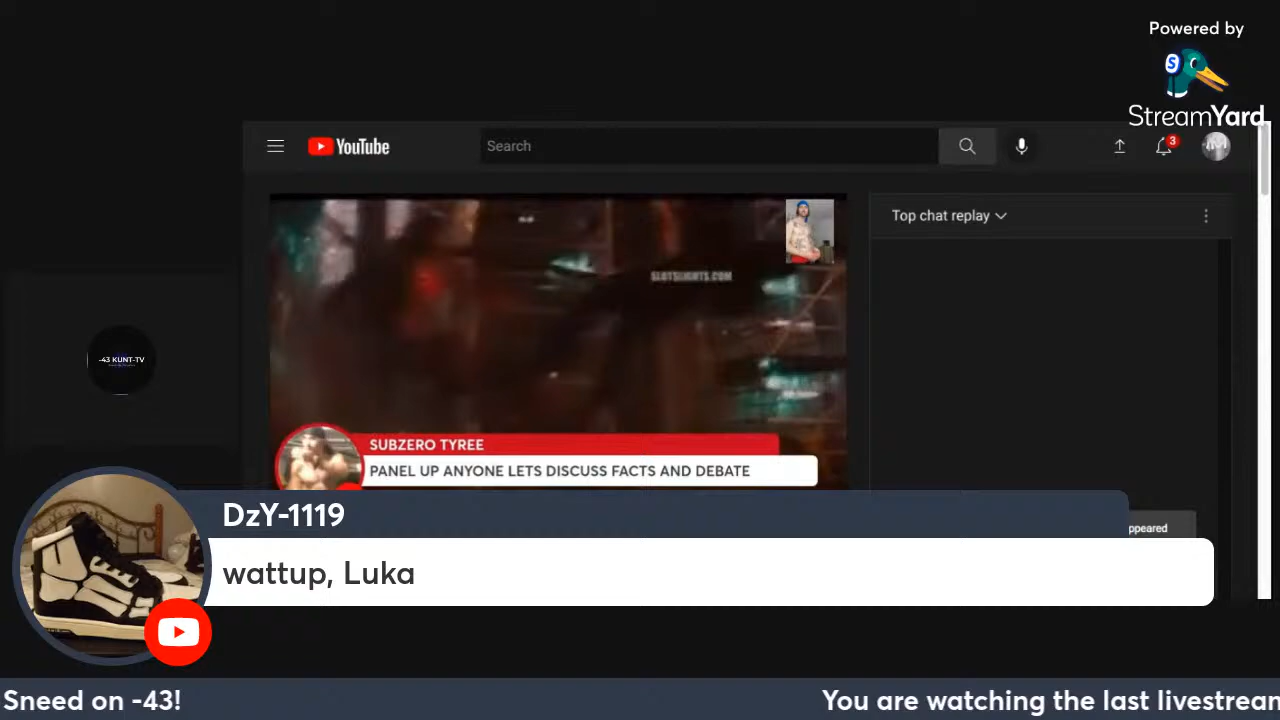 Powered by
StreamYard
YouTube
Search
3
Top chat replay
SLOTSLIGHTS.COM
-43 KUNT-TV
SUBZERO TYREE
PANEL UP ANYONE LETS DISCUSS FACTS AND DEBATE
DzY-1119
ppeared
wattup, Luka
Sneed on -43!
You are watching the last livestream